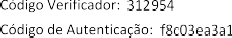 Código Verificador: 312954
Código de Autenticação: f8c03ea3a1